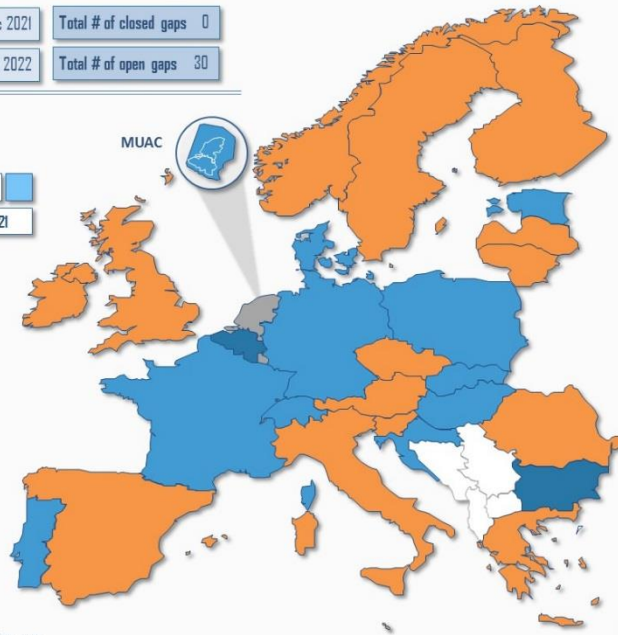 : 2021
Total # of closed gaps 0
2022
Total # of open gaps 30
MUAC
21